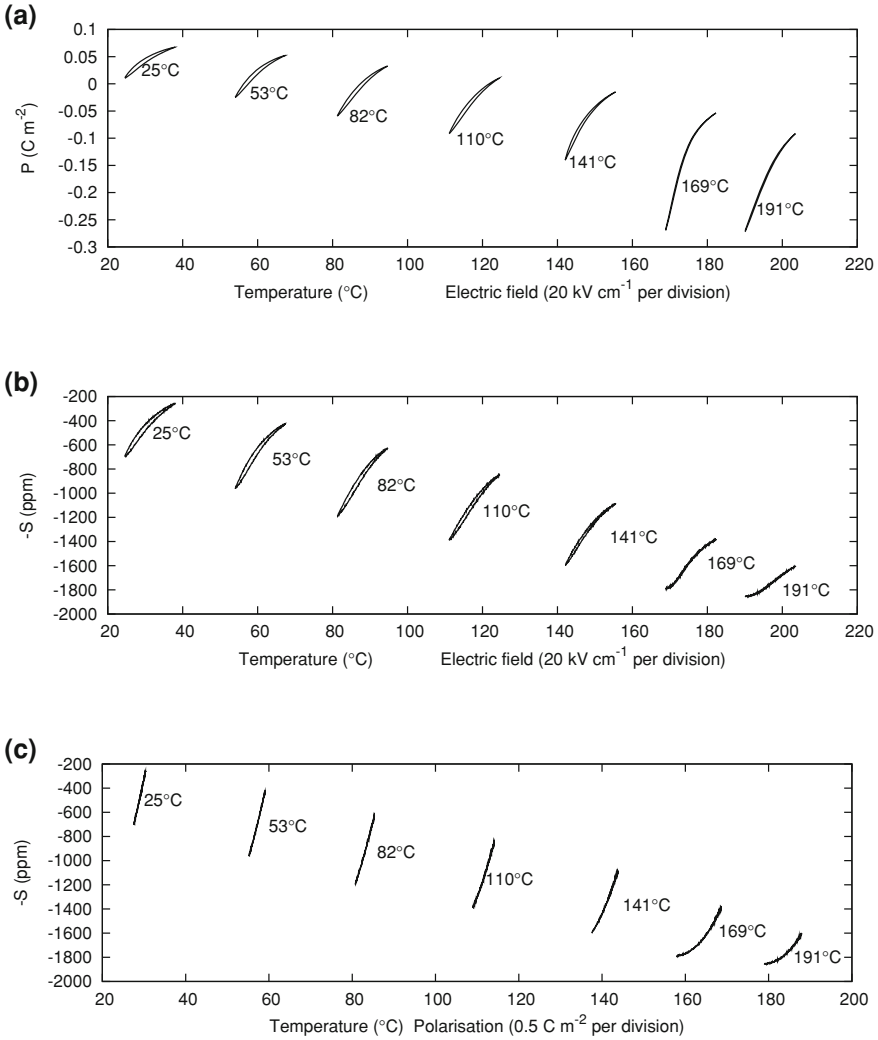 (a)
0.1
0.05
0
-0.05
-0.1
-0.15
-0.2
-0.25
-0.3
P (C m-2)
25°C
53°C
82°C
110°C
141°C
169°C
191°C
20 40 60 80 100 120 140 160 180 200 220
Temperature (°C) Electric field (20 kV cm-1 per division)
(b)
-200
-400
-600
-800
-1000
-1200
-1400
-1600
-1800
-2000
-S (ppm)
25°C
53°C
82°C
110°C
141°C
169°C
191°C
20 40 60 80 100 120 140 160 180 200 220
Temperature (°C) Electric field (20 kV cm-1 per division)
(c)
-200
-400
-600
-800
-1000
-1200
-1400
-1600
-1800
-2000
-S (ppm)
25°C
53°C
82°C
110°C
141°C
169°C
191°C
20 40 60 80 100 120 140 160 180 200
Temperature (°C) Polarisation (0.5 C m-2 per division)